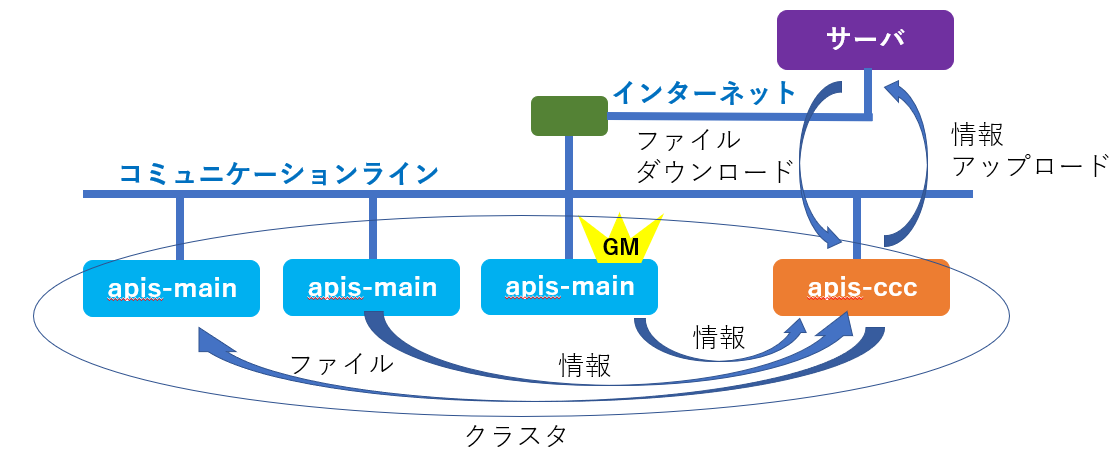 サーバ
インターネット
ファイル
ダウンロード
情報
アップロード
コミュニケーションライン
GM
apis-main
apis-main
apis-main
apis-ccc
情報
ファイル
情報
クラスタ